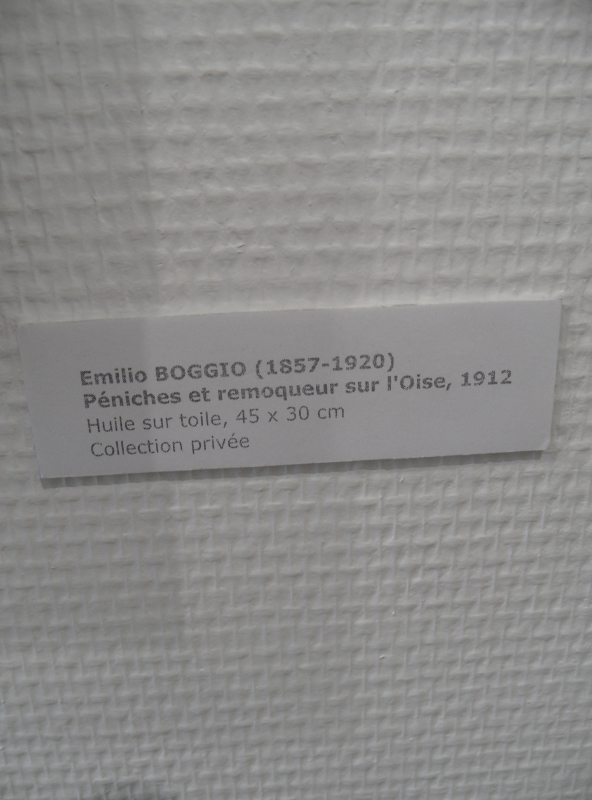 Emilio BOGGIO (1857-1920)
Péniches et remoqueur sur l'Oise, 1912
Huile sur toile, 45 x 30 cm
Collection privée